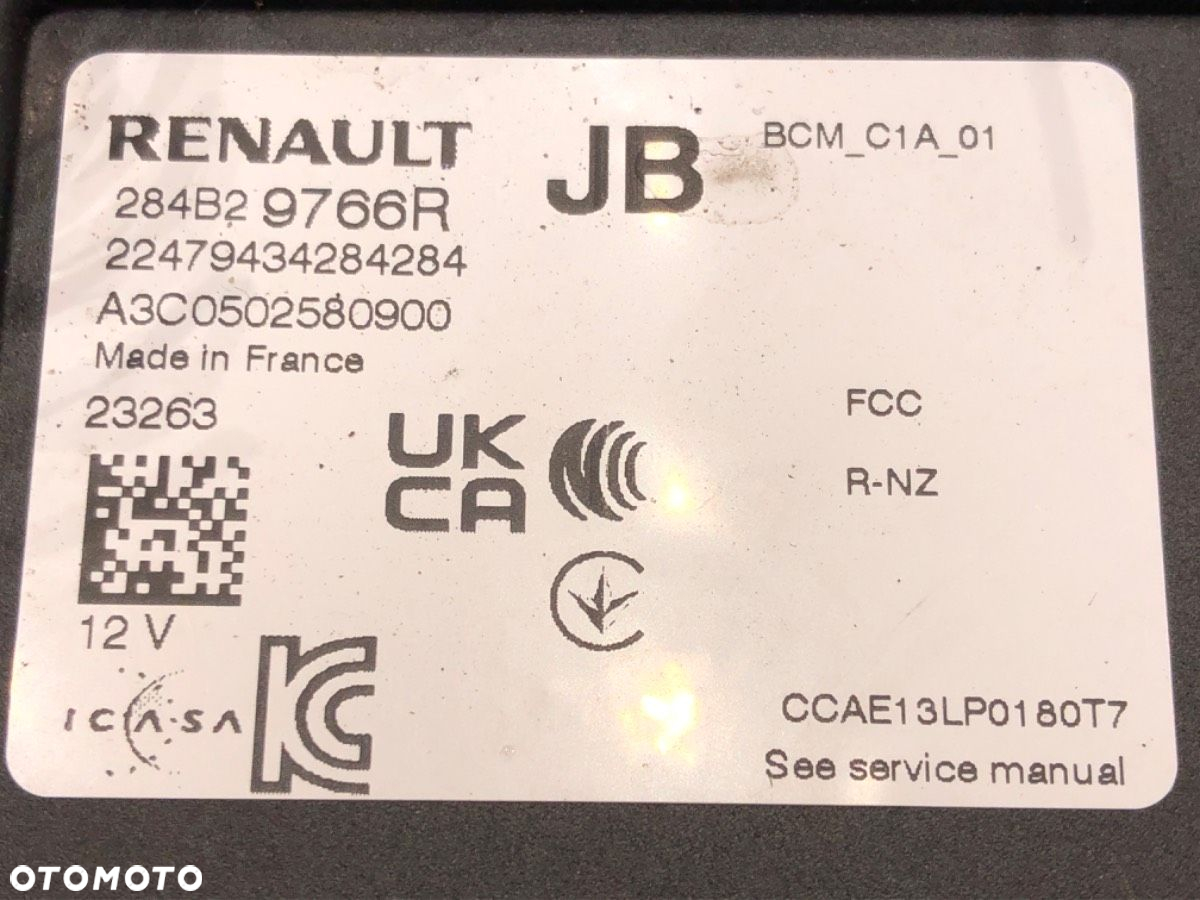 RENAULT
JB
BCM_C1A_01
284B2 9766R
22479434284284
A3C0502580900
Made in France
23263
UK
CA
FCC
R-NZ
12 V
ICASA
KC
CCAE13LP0180T7
See service manual
OTOMOTO